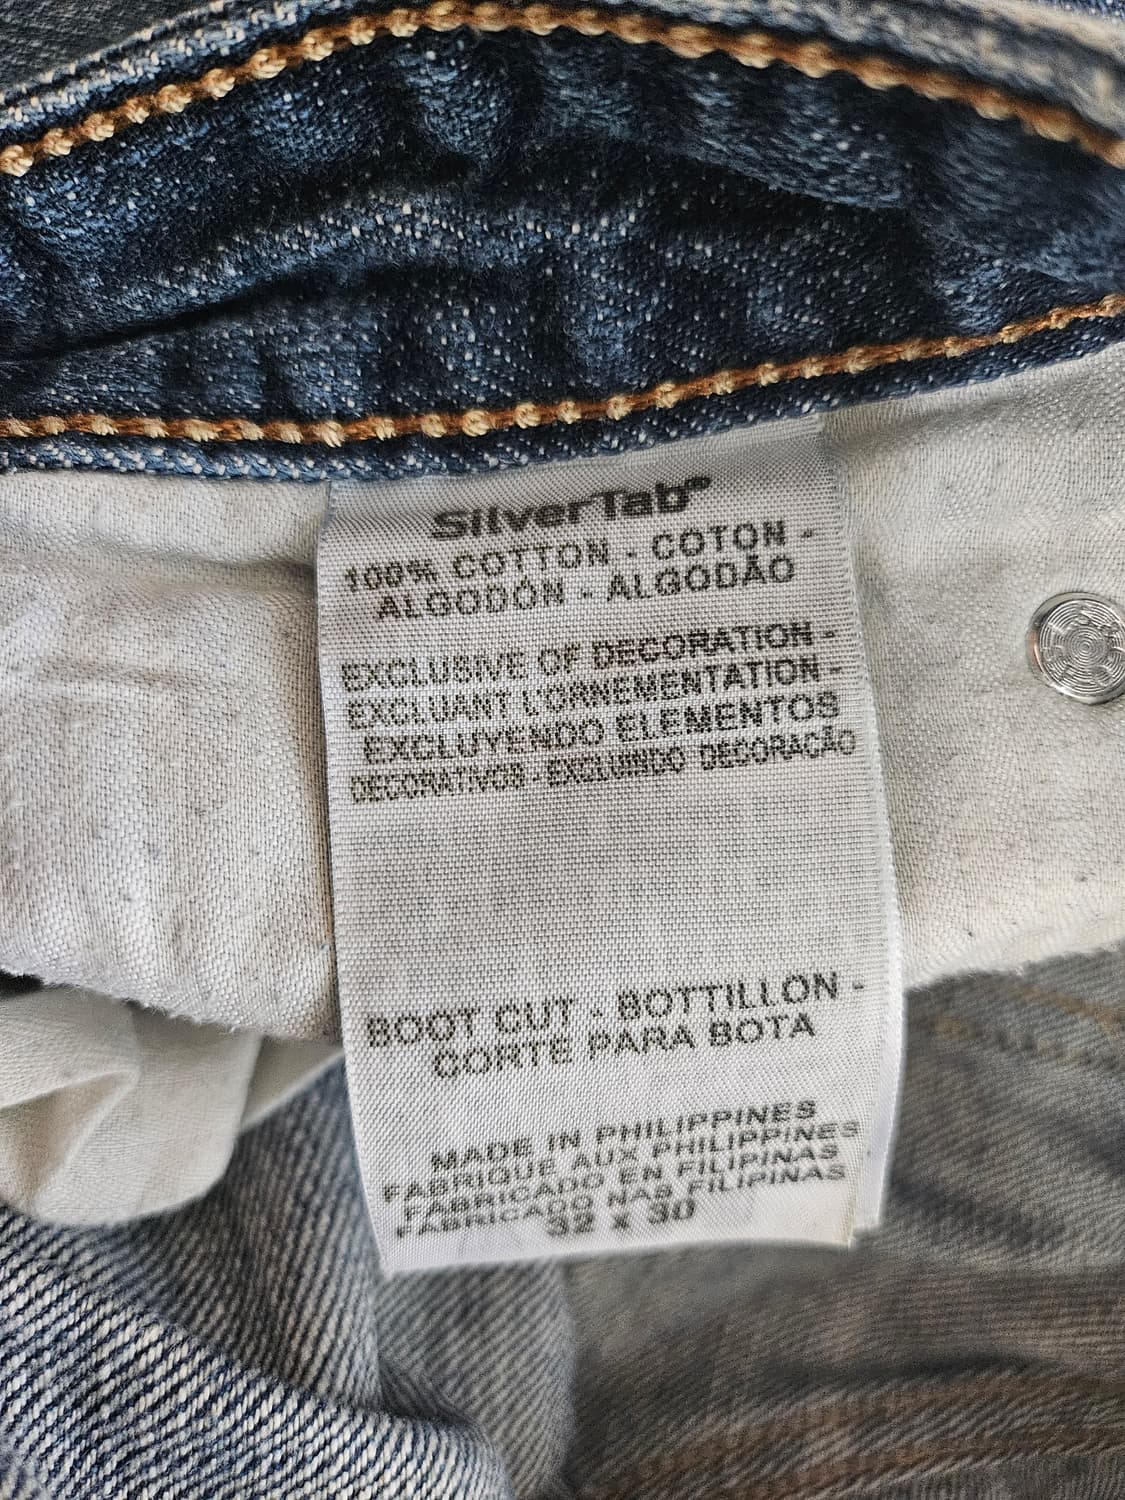 SilverTab®
100% COTTON - COTON -
ALGODÓN - ALGODÃO
EXCLUSIVE OF DECORATION -
EXCLUANT L'ORNEMENTATION -
EXCLUYENDO ELEMENTOS
DECORATIVOS - EXCLUINDO DECORAÇÃO
BOOT CUT - BOTTILLON -
CORTE PARA BOTA
MADE IN PHILIPPINES
FABRIQUÉ AUX PHILIPPINES
FABRICADO EN FILIPINAS
FABRICADO NAS FILIPINAS
32 x 30